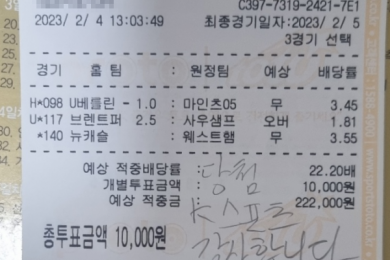 C397-7319-2421-7E1
2023/ 2/ 4 13:03:49 최종경기일자:2023/ 2/ 5
3경기 선택
경기 홈 팀 : 원정팀 예상 배당률
H*098 U베를린 - 1.0 : 마인츠05 무 3.45
U*117 브렌트퍼 2.5 : 사우샘프 오버 1.81
*140 뉴캐슬 : 웨스트햄 무 3.55
예상 적중배당률 : 당첨 22.20배
개별투표금액 : 10,000원
예상 적중금 : K스포츠 222,000원
총투표금액 10,000원 감사합니다